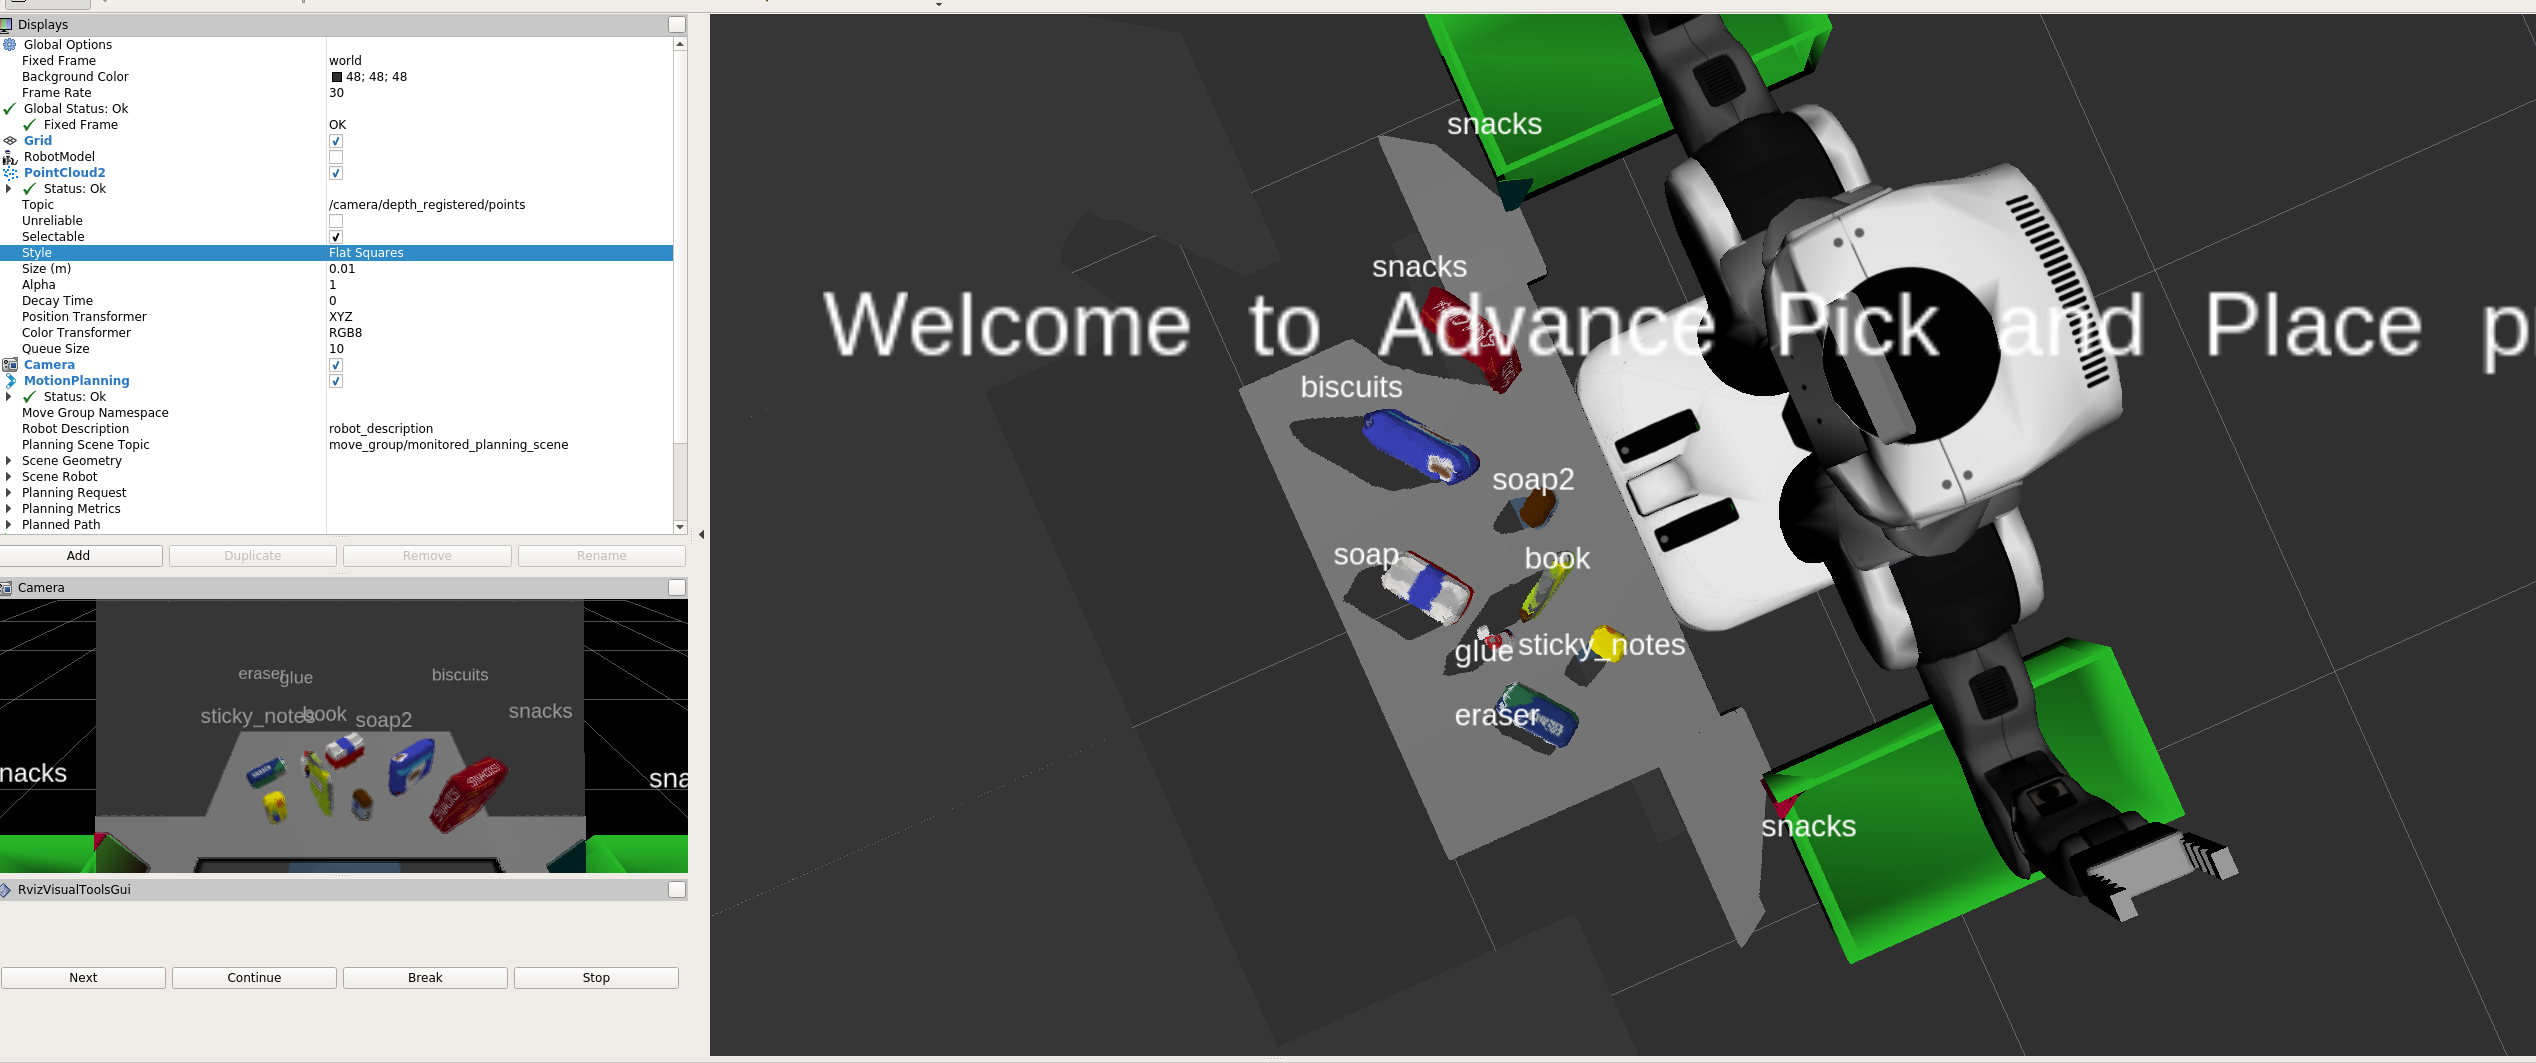 Displays
Global Options
Fixed Frame world
Background Color 48; 48; 48
Frame Rate 30
Global Status: Ok
Fixed Frame OK
Grid
RobotModel
PointCloud2
Status: Ok
Topic /camera/depth_registered/points
Unreliable
Selectable
Style Flat Squares
Size (m) 0.01
Alpha 1
Decay Time 0
Position Transformer XYZ
Color Transformer RGB8
Queue Size 10
Camera
MotionPlanning
Status: Ok
Move Group Namespace
Robot Description robot_description
Planning Scene Topic move_group/monitored_planning_scene
Scene Geometry
Scene Robot
Planning Request
Planning Metrics
Planned Path
Add Duplicate Remove Rename
Camera
eraser glue biscuits
sticky_notes book soap2 snacks
nacks sna
SNACKS!
RvizVisualToolsGui
Next Continue Break Stop
snacks
snacks
Welcome to Advance Pick and Place p
biscuits
soap2
soap book
glue sticky_notes
eraser
snacks